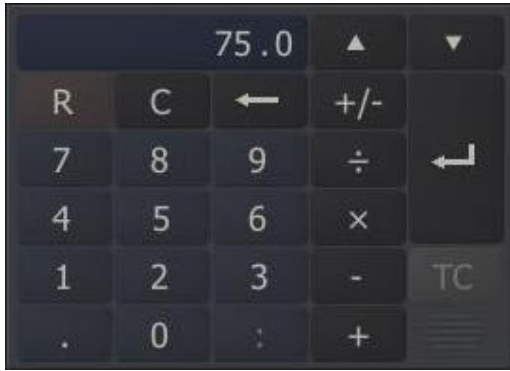 75.0 ▲ ▼
R C ← +/-
7 8 9 ÷ ↵
4 5 6 ×
1 2 3 - TC
. 0 : +